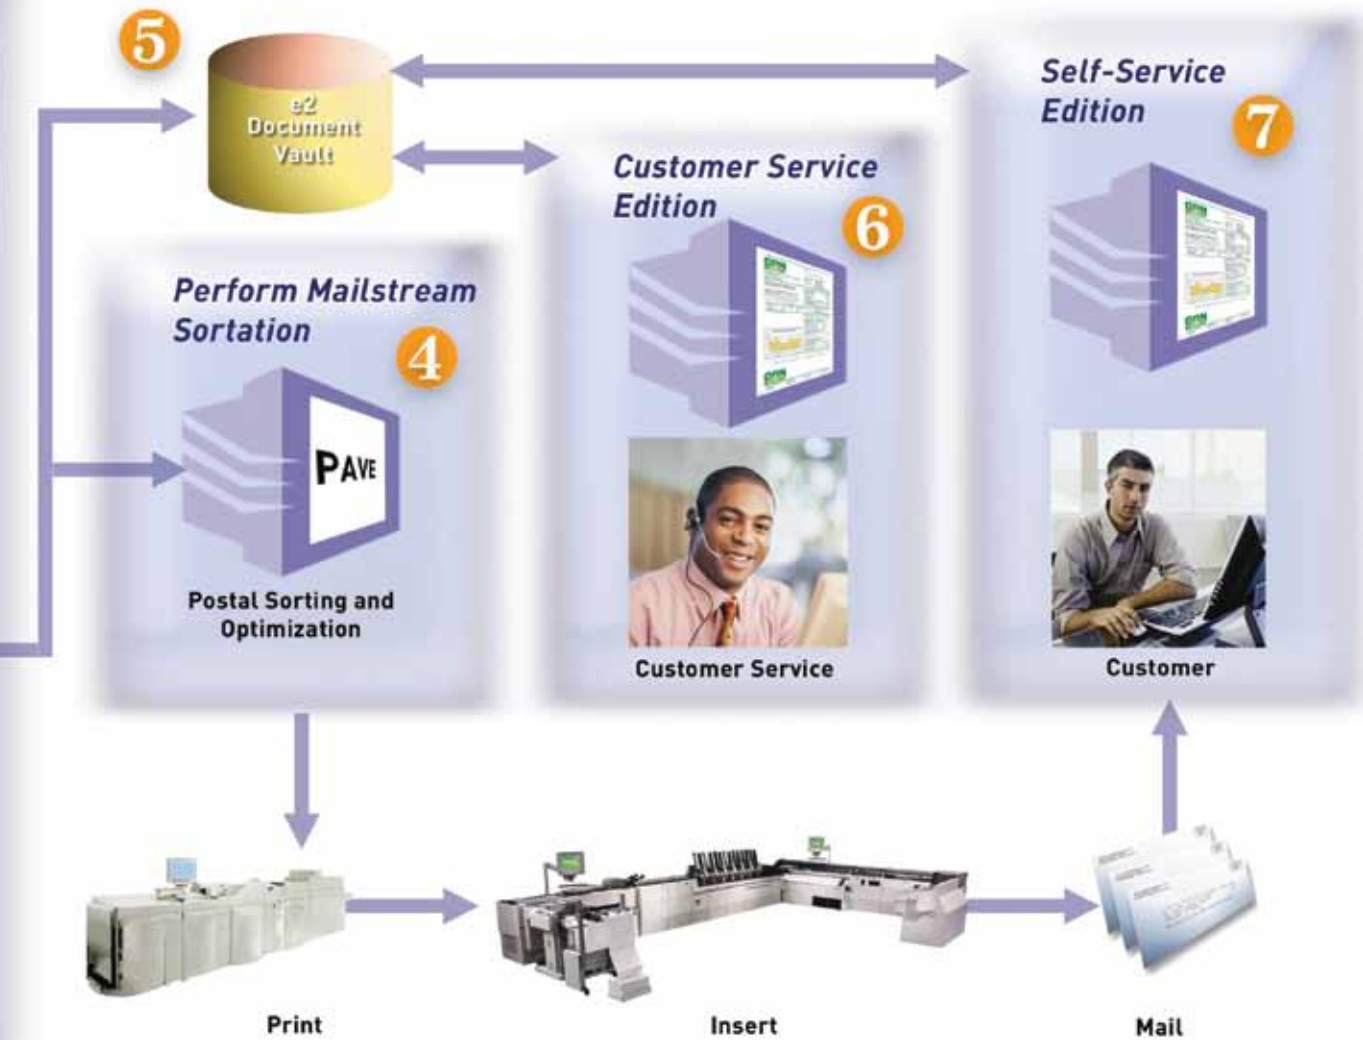 5
e2
Document
Vault
Self-Service
Edition
7
Customer Service
Edition
6
Perform Mailstream
Sortation
4
PAVE
Postal Sorting and
Optimization
Customer Service
Customer
Print
Insert
Mail